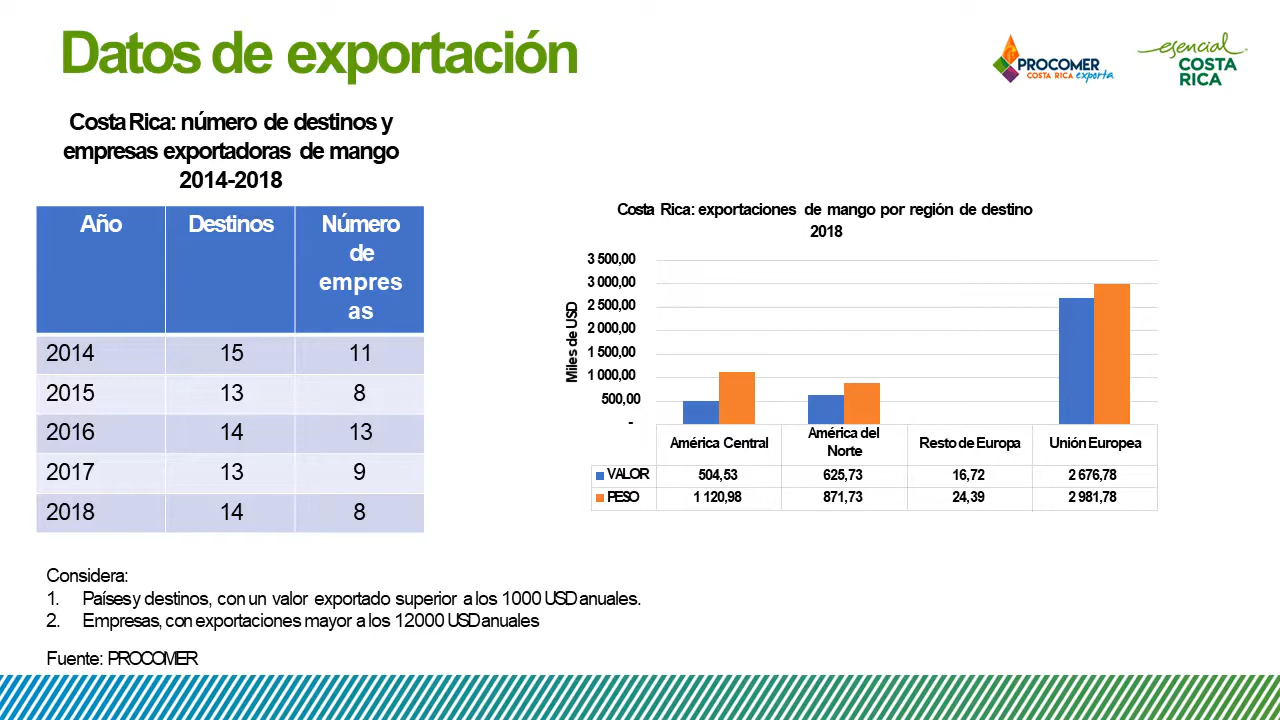 Datos de exportación
PROCOMER
COSTA RICA exporta
esencial
COSTA
RICA
Costa Rica: número de destinos y
empresas exportadoras de mango
2014-2018
Año Destinos Número
de
empres
as
2014 15 11
2015 13 8
2016 14 13
2017 13 9
2018 14 8
Costa Rica: exportaciones de mango por región de destino
2018
Miles de USD
3 500,00
3 000,00
2 500,00
2 000,00
1 500,00
1 000,00
500,00
-
América Central América del Norte Resto de Europa Unión Europea
VALOR 504,53 625,73 16,72 2 676,78
PESO 1 120,98 871,73 24,39 2 981,78
Considera:
1. Países y destinos, con un valor exportado superior a los 1000 USD anuales.
2. Empresas, con exportaciones mayor a los 12000 USD anuales
Fuente: PROCOMER